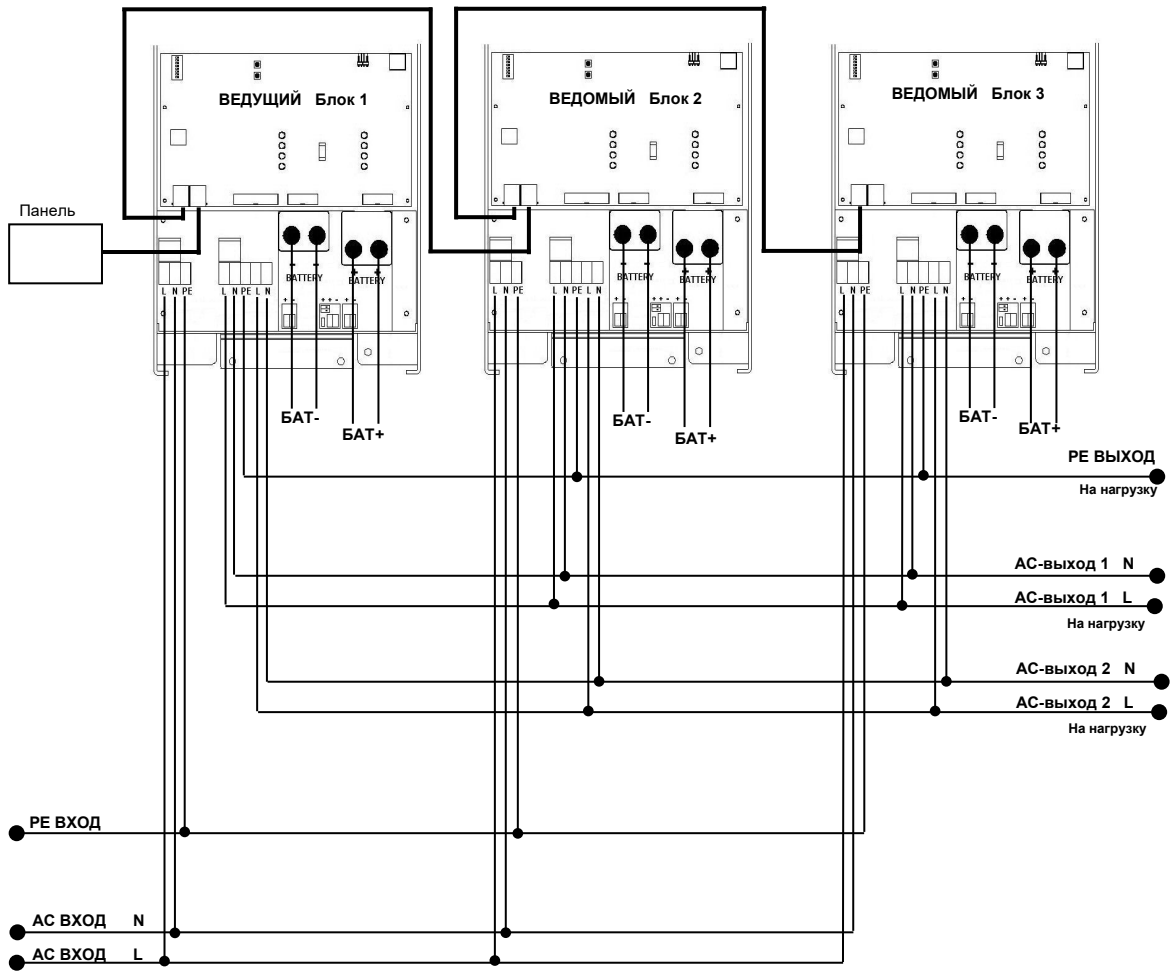 ВЕДУЩИЙ Блок 1
ВЕДОМЫЙ Блок 2
ВЕДОМЫЙ Блок 3
Панель
BATTERY BATTERY
BATTERY BATTERY
BATTERY BATTERY
L N PE
L N PE L N
L N PE
L N PE L N
L N PE
L N PE L N
БАТ-
БАТ+
БАТ-
БАТ+
БАТ-
БАТ+
PE ВЫХОД
На нагрузку
АС-выход 1 N
АС-выход 1 L
На нагрузку
АС-выход 2 N
АС-выход 2 L
На нагрузку
PE ВХОД
АС ВХОД N
АС ВХОД L